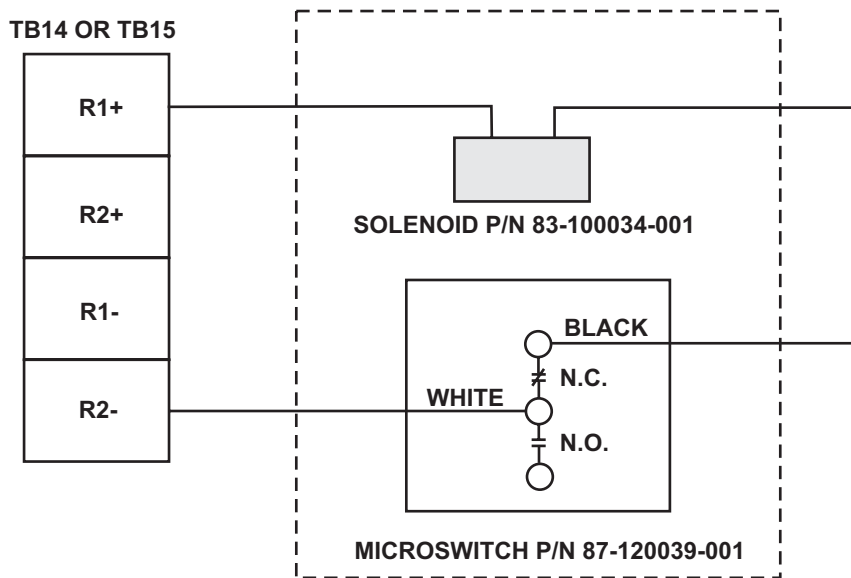 TB14 OR TB15
R1+
R2+
R1-
R2-
SOLENOID P/N 83-100034-001
BLACK
N.C.
WHITE
N.O.
MICROSWITCH P/N 87-120039-001